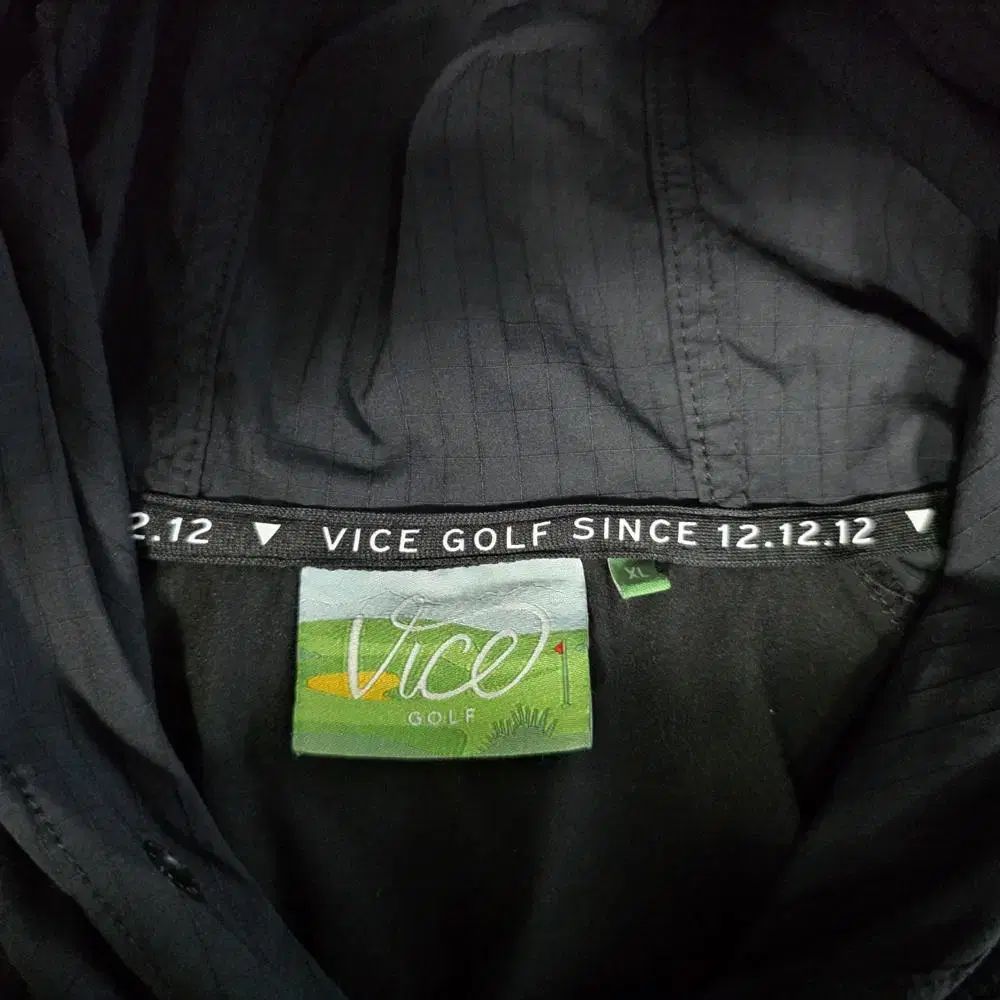 2.12 ▼ VICE GOLF SINCE 12.12.12 ▼
XL
Vice
GOLF